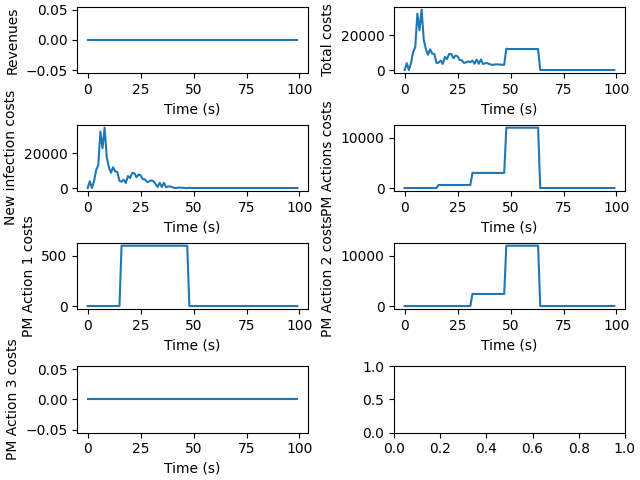 Revenues
0.05
0.00
−0.05
0 25 50 75 100
Time (s)
Total costs
20000
0
0 25 50 75 100
Time (s)
New infection costs
20000
0
0 25 50 75 100
Time (s)
PM Actions costs
10000
0
0 25 50 75 100
Time (s)
PM Action 1 costs
500
0
0 25 50 75 100
Time (s)
PM Action 2 costs
10000
0
0 25 50 75 100
Time (s)
PM Action 3 costs
0.05
0.00
−0.05
0 25 50 75 100
Time (s)
1.0
0.5
0.0
0.0 0.2 0.4 0.6 0.8 1.0